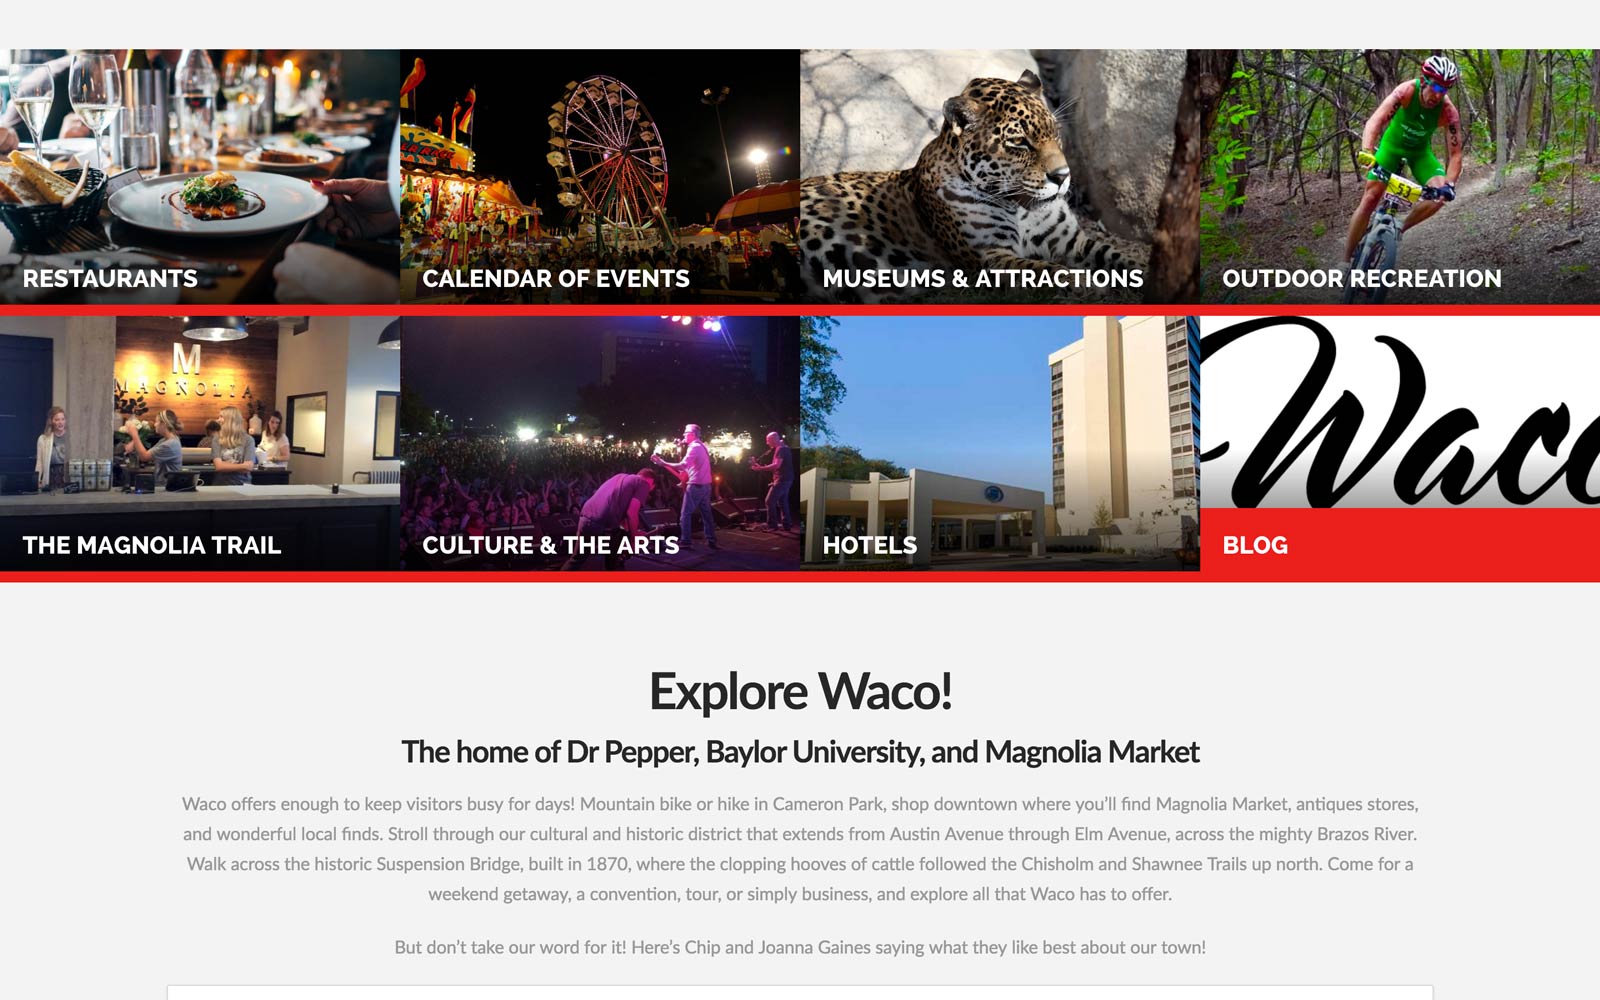 RESTAURANTS
CALENDAR OF EVENTS
MUSEUMS & ATTRACTIONS
OUTDOOR RECREATION
M
MAGNOLIA
THE MAGNOLIA TRAIL
CULTURE & THE ARTS
HOTELS
Waco
BLOG
Explore Waco!
The home of Dr Pepper, Baylor University, and Magnolia Market
Waco offers enough to keep visitors busy for days! Mountain bike or hike in Cameron Park, shop downtown where you’ll find Magnolia Market, antiques stores,
and wonderful local finds. Stroll through our cultural and historic district that extends from Austin Avenue through Elm Avenue, across the mighty Brazos River.
Walk across the historic Suspension Bridge, built in 1870, where the clopping hooves of cattle followed the Chisholm and Shawnee Trails up north. Come for a
weekend getaway, a convention, tour, or simply business, and explore all that Waco has to offer.
But don’t take our word for it! Here’s Chip and Joanna Gaines saying what they like best about our town!